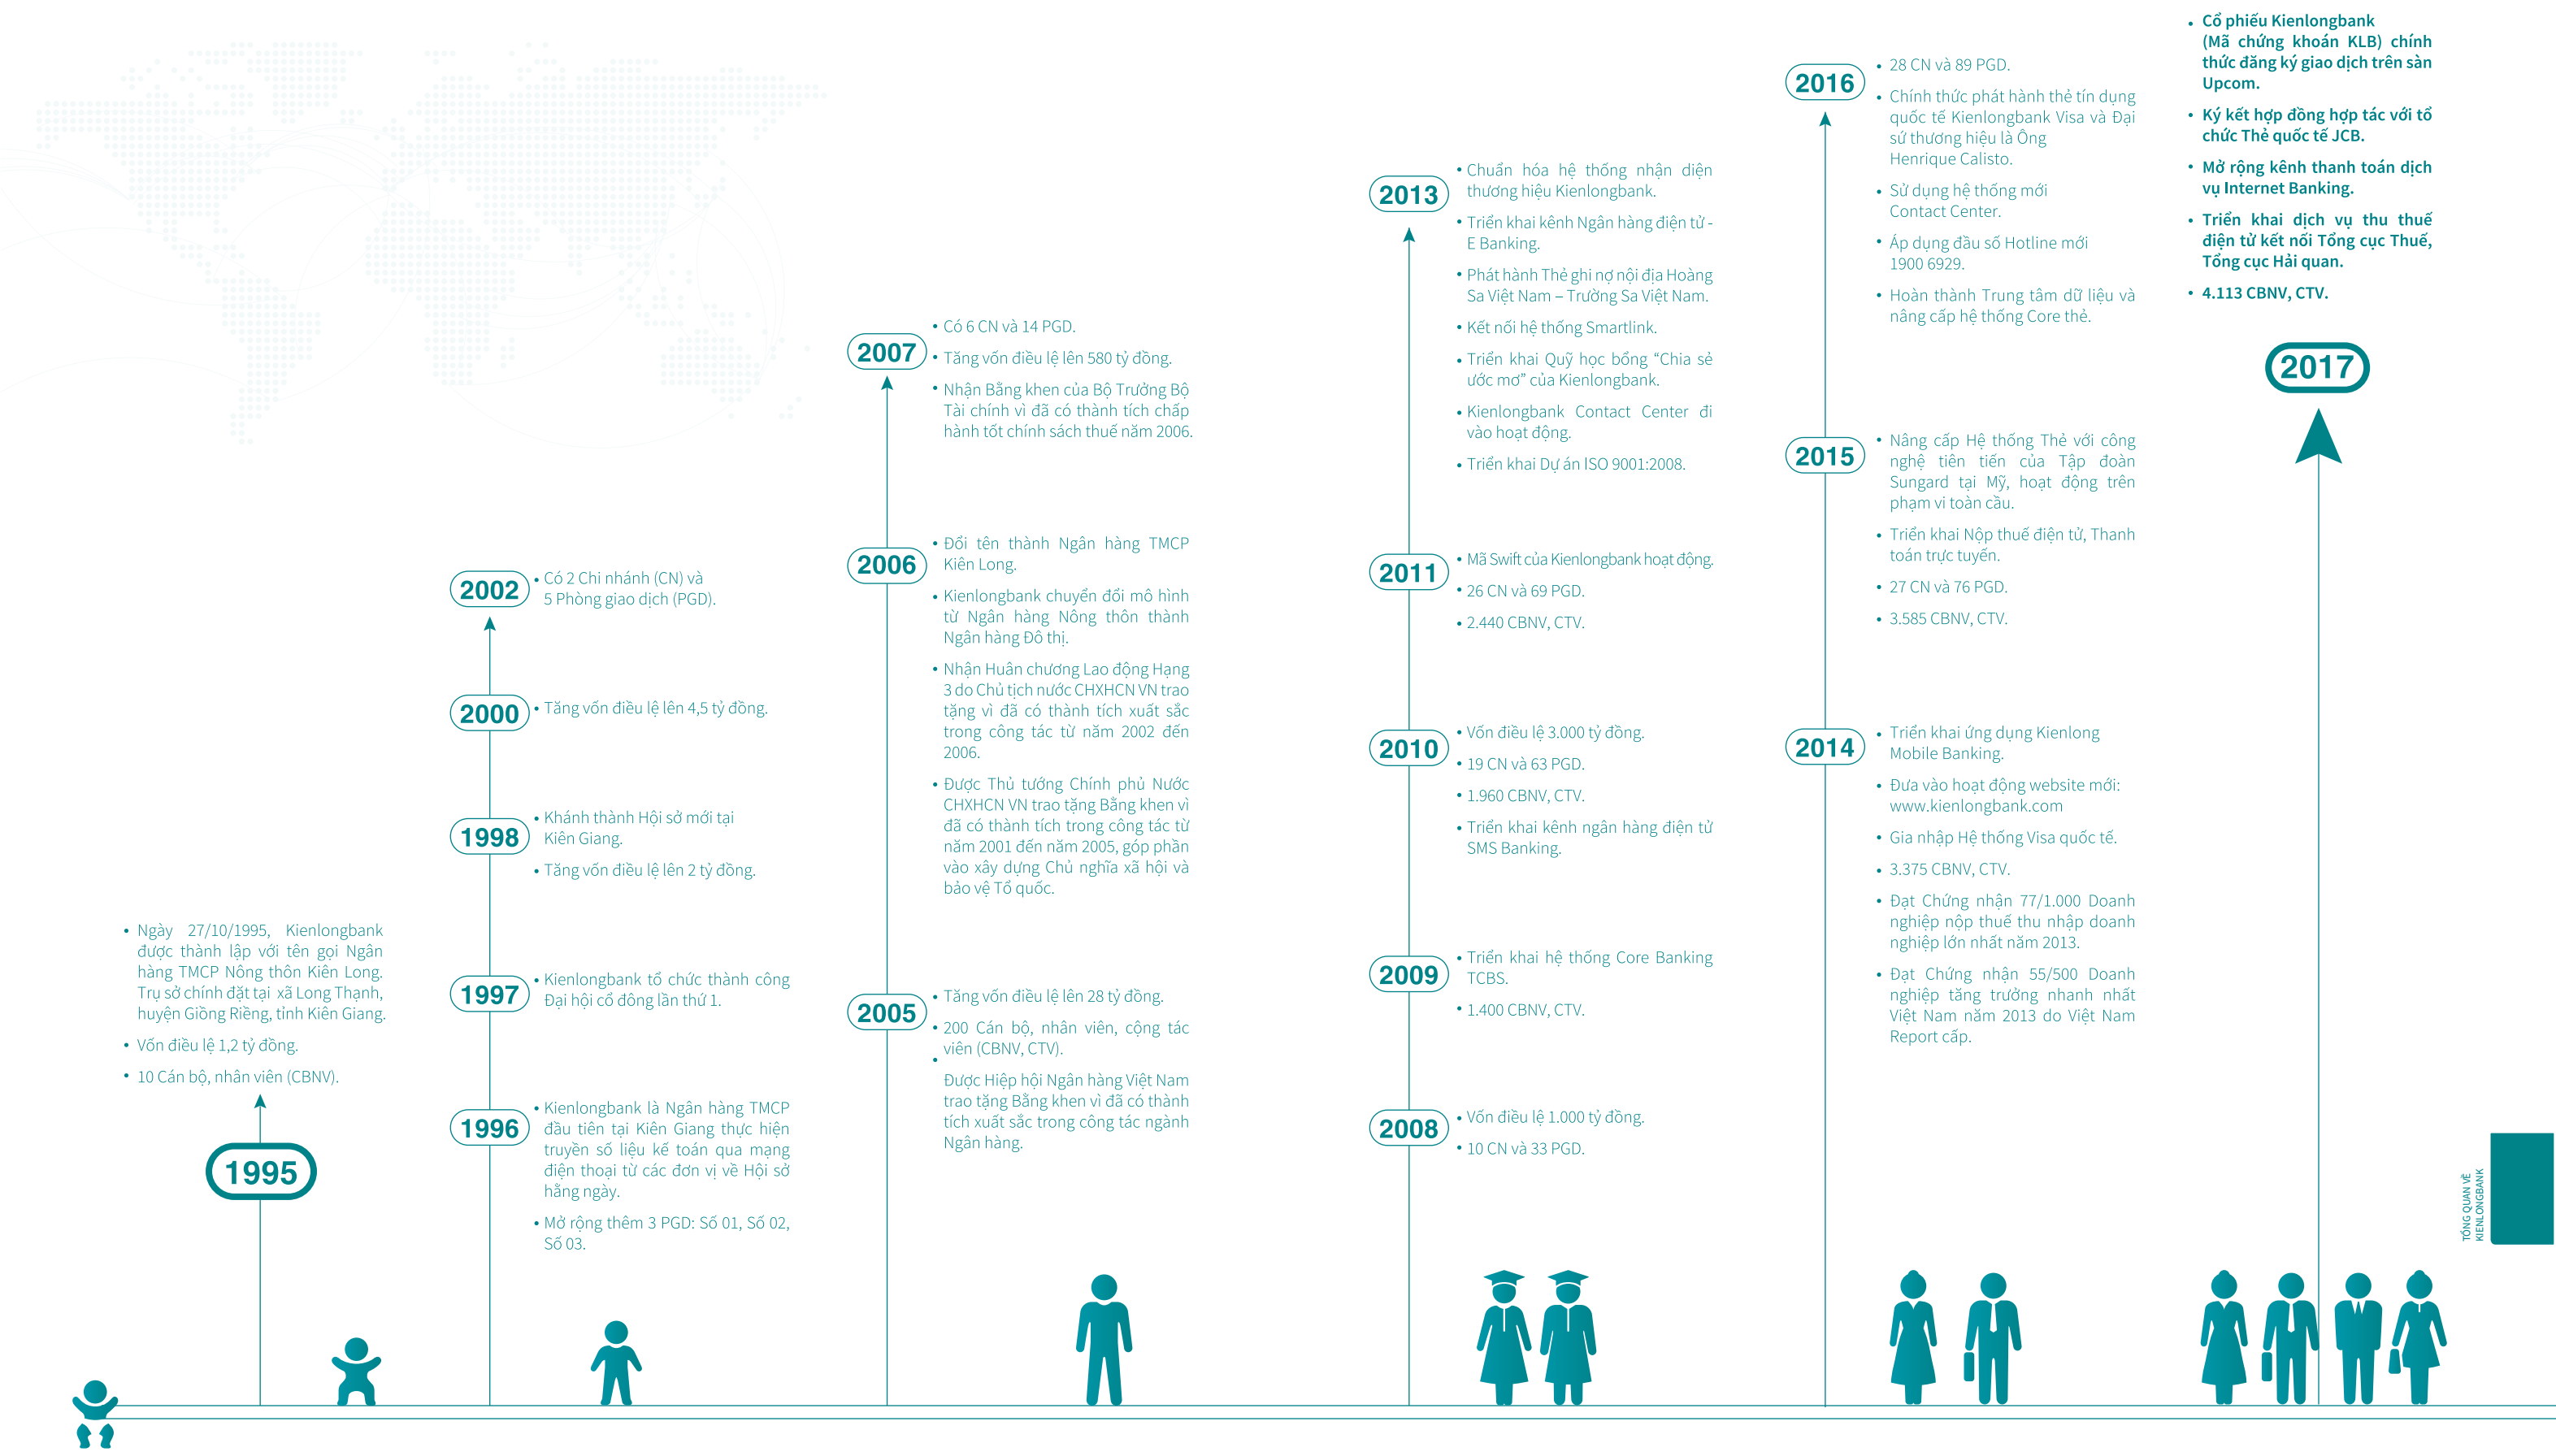 • Ngày 27/10/1995, Kienlongbank
được thành lập với tên gọi Ngân
hàng TMCP Nông thôn Kiên Long.
Trụ sở chính đặt tại xã Long Thạnh,
huyện Giồng Riềng, tỉnh Kiên Giang.
• Vốn điều lệ 1,2 tỷ đồng.
• 10 Cán bộ, nhân viên (CBNV).
1995
2002
• Có 2 Chi nhánh (CN) và
5 Phòng giao dịch (PGD).
2000
• Tăng vốn điều lệ lên 4,5 tỷ đồng.
1998
• Khánh thành Hội sở mới tại
Kiên Giang.
• Tăng vốn điều lệ lên 2 tỷ đồng.
1997
• Kienlongbank tổ chức thành công
Đại hội cổ đông lần thứ 1.
1996
• Kienlongbank là Ngân hàng TMCP
đầu tiên tại Kiên Giang thực hiện
truyền số liệu kế toán qua mạng
điện thoại từ các đơn vị về Hội sở
hằng ngày.
• Mở rộng thêm 3 PGD: Số 01, Số 02,
Số 03.
2007
• Có 6 CN và 14 PGD.
• Tăng vốn điều lệ lên 580 tỷ đồng.
• Nhận Bằng khen của Bộ Trưởng Bộ
Tài chính vì đã có thành tích chấp
hành tốt chính sách thuế năm 2006.
2006
• Đổi tên thành Ngân hàng TMCP
Kiên Long.
• Kienlongbank chuyển đổi mô hình
từ Ngân hàng Nông thôn thành
Ngân hàng Đô thị.
• Nhận Huân chương Lao động Hạng
3 do Chủ tịch nước CHXHCN VN trao
tặng vì đã có thành tích xuất sắc
trong công tác từ năm 2002 đến
2006.
• Được Thủ tướng Chính phủ Nước
CHXHCN VN trao tặng Bằng khen vì
đã có thành tích trong công tác từ
năm 2001 đến năm 2005, góp phần
vào xây dựng Chủ nghĩa xã hội và
bảo vệ Tổ quốc.
2005
• Tăng vốn điều lệ lên 28 tỷ đồng.
• 200 Cán bộ, nhân viên, cộng tác
viên (CBNV, CTV).
•
Được Hiệp hội Ngân hàng Việt Nam
trao tặng Bằng khen vì đã có thành
tích xuất sắc trong công tác ngành
Ngân hàng.
2013
• Chuẩn hóa hệ thống nhận diện
thương hiệu Kienlongbank.
• Triển khai kênh Ngân hàng điện tử -
E Banking.
• Phát hành Thẻ ghi nợ nội địa Hoàng
Sa Việt Nam – Trường Sa Việt Nam.
• Kết nối hệ thống Smartlink.
• Triển khai Quỹ học bổng “Chia sẻ
ước mơ” của Kienlongbank.
• Kienlongbank Contact Center đi
vào hoạt động.
• Triển khai Dự án ISO 9001:2008.
2011
• Mã Swift của Kienlongbank hoạt động.
• 26 CN và 69 PGD.
• 2.440 CBNV, CTV.
2010
• Vốn điều lệ 3.000 tỷ đồng.
• 19 CN và 63 PGD.
• 1.960 CBNV, CTV.
• Triển khai kênh ngân hàng điện tử
SMS Banking.
2009
• Triển khai hệ thống Core Banking
TCBS.
• 1.400 CBNV, CTV.
2008
• Vốn điều lệ 1.000 tỷ đồng.
• 10 CN và 33 PGD.
2016
• 28 CN và 89 PGD.
• Chính thức phát hành thẻ tín dụng
quốc tế Kienlongbank Visa và Đại
sứ thương hiệu là Ông
Henrique Calisto.
• Sử dụng hệ thống mới
Contact Center.
• Áp dụng đầu số Hotline mới
1900 6929.
• Hoàn thành Trung tâm dữ liệu và
nâng cấp hệ thống Core thẻ.
2015
• Nâng cấp Hệ thống Thẻ với công
nghệ tiên tiến của Tập đoàn
Sungard tại Mỹ, hoạt động trên
phạm vi toàn cầu.
• Triển khai Nộp thuế điện tử, Thanh
toán trực tuyến.
• 27 CN và 76 PGD.
• 3.585 CBNV, CTV.
2014
• Triển khai ứng dụng Kienlong
Mobile Banking.
• Đưa vào hoạt động website mới:
www.kienlongbank.com
• Gia nhập Hệ thống Visa quốc tế.
• 3.375 CBNV, CTV.
• Đạt Chứng nhận 77/1.000 Doanh
nghiệp nộp thuế thu nhập doanh
nghiệp lớn nhất năm 2013.
• Đạt Chứng nhận 55/500 Doanh
nghiệp tăng trưởng nhanh nhất
Việt Nam năm 2013 do Việt Nam
Report cấp.
• Cổ phiếu Kienlongbank
(Mã chứng khoán KLB) chính
thức đăng ký giao dịch trên sàn
Upcom.
• Ký kết hợp đồng hợp tác với tổ
chức Thẻ quốc tế JCB.
• Mở rộng kênh thanh toán dịch
vụ Internet Banking.
• Triển khai dịch vụ thu thuế
điện tử kết nối Tổng cục Thuế,
Tổng cục Hải quan.
• 4.113 CBNV, CTV.
2017
TỔNG QUAN VỀ
KIENLONGBANK